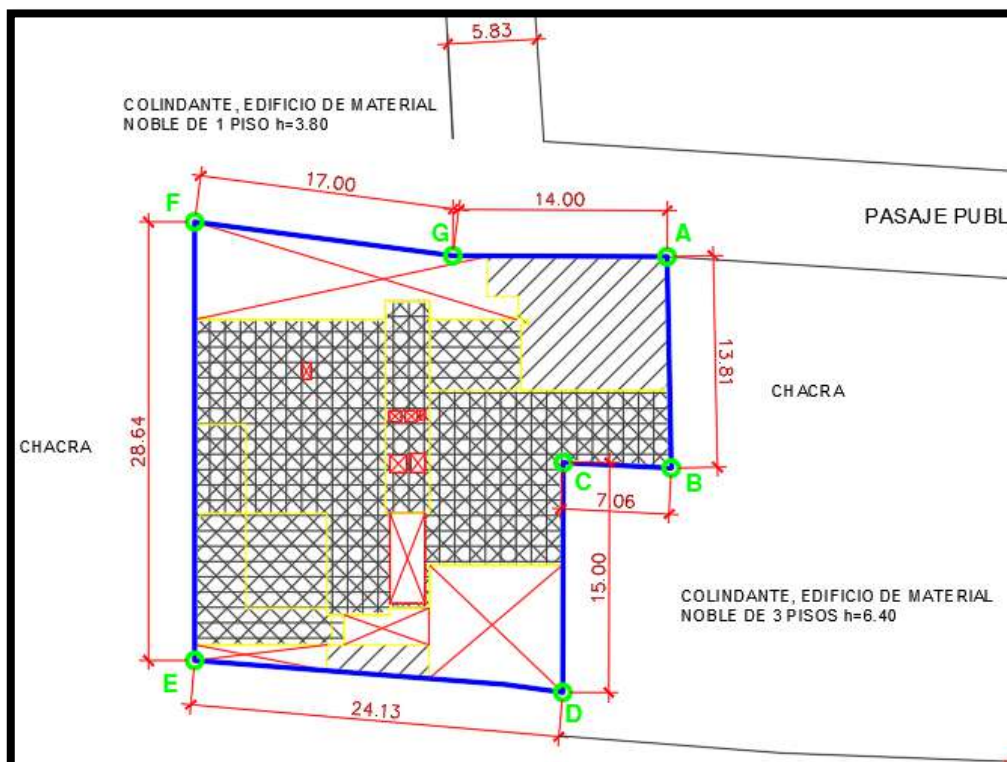 5.83
COLINDANTE, EDIFICIO DE MATERIAL
NOBLE DE 1 PISO h=3.80
17.00
14.00
F
G
A
PASAJE PUBL
13.81
CHACRA
28.64
CHACRA
C
B
7.06
15.00
COLINDANTE, EDIFICIO DE MATERIAL
NOBLE DE 3 PISOS h=6.40
E
24.13
D